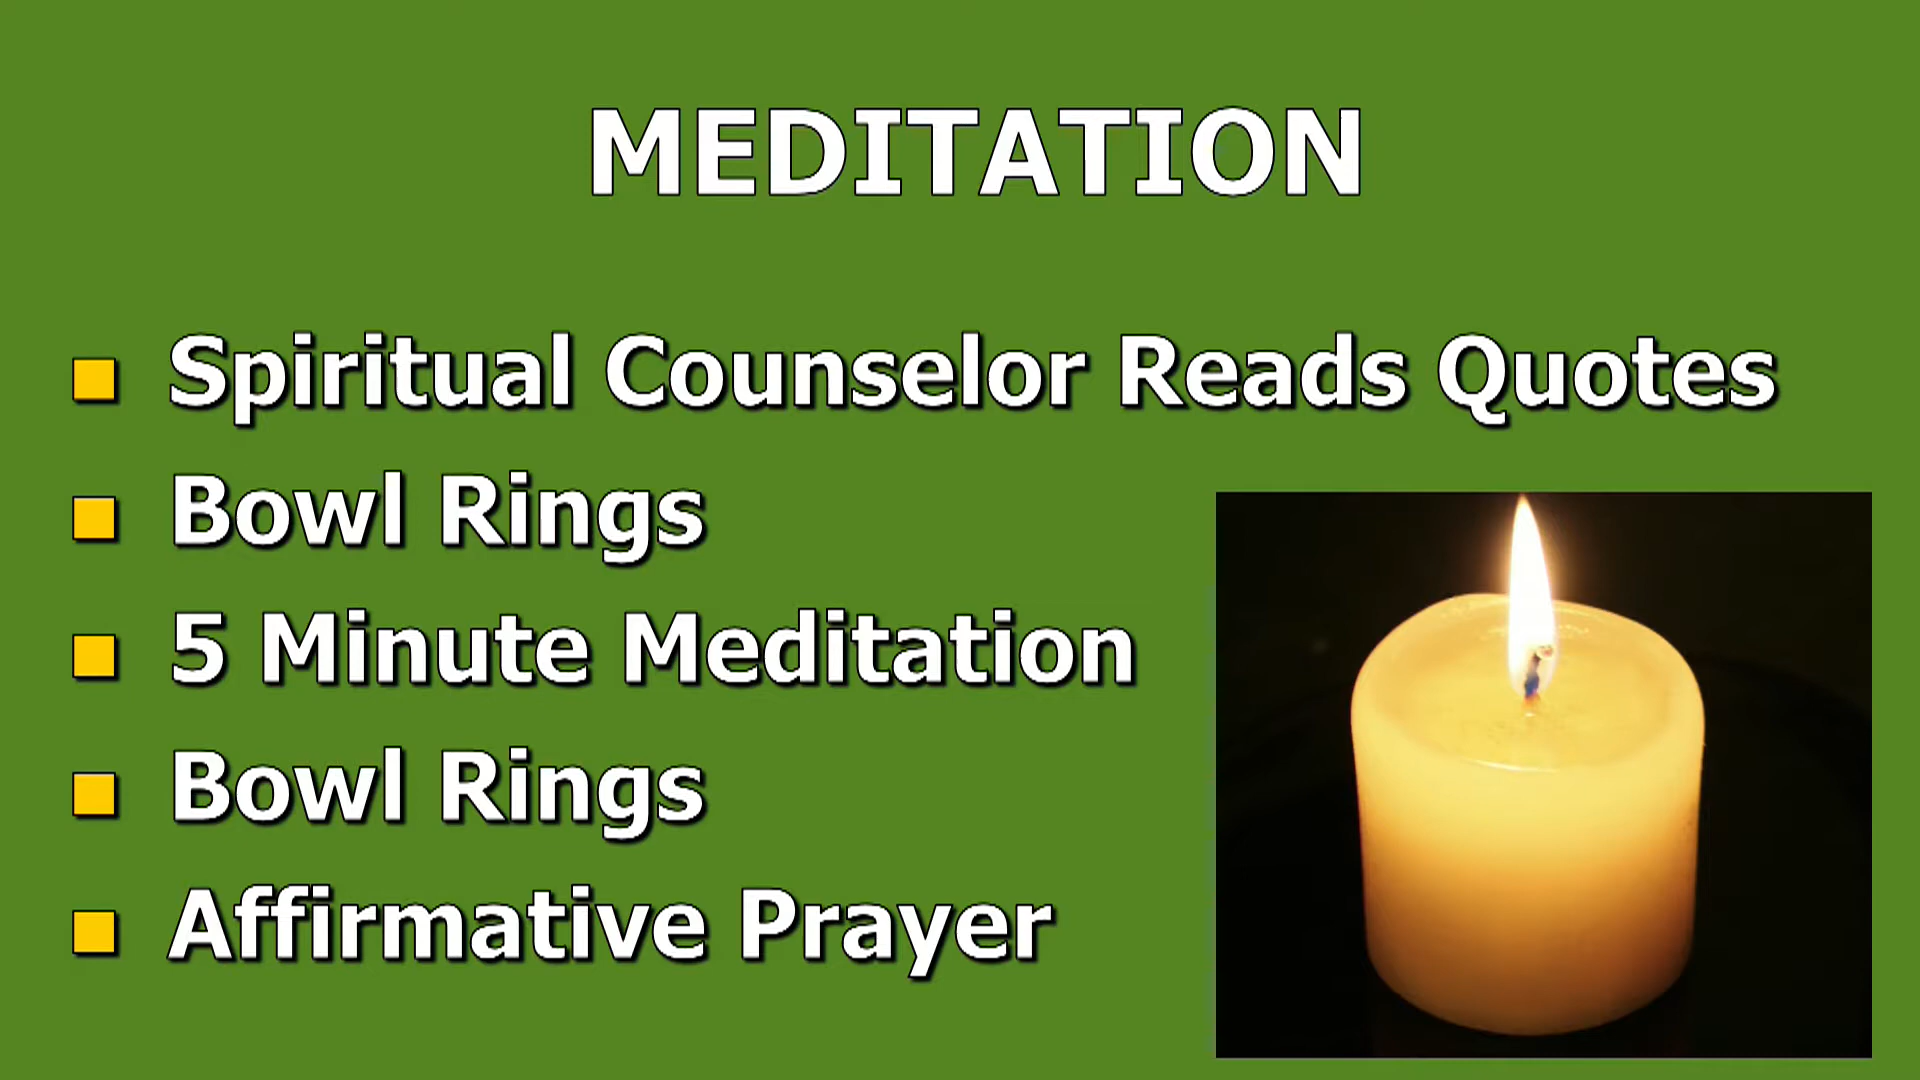 MEDITATION
Spiritual Counselor Reads Quotes
Bowl Rings
5 Minute Meditation
Bowl Rings
Affirmative Prayer